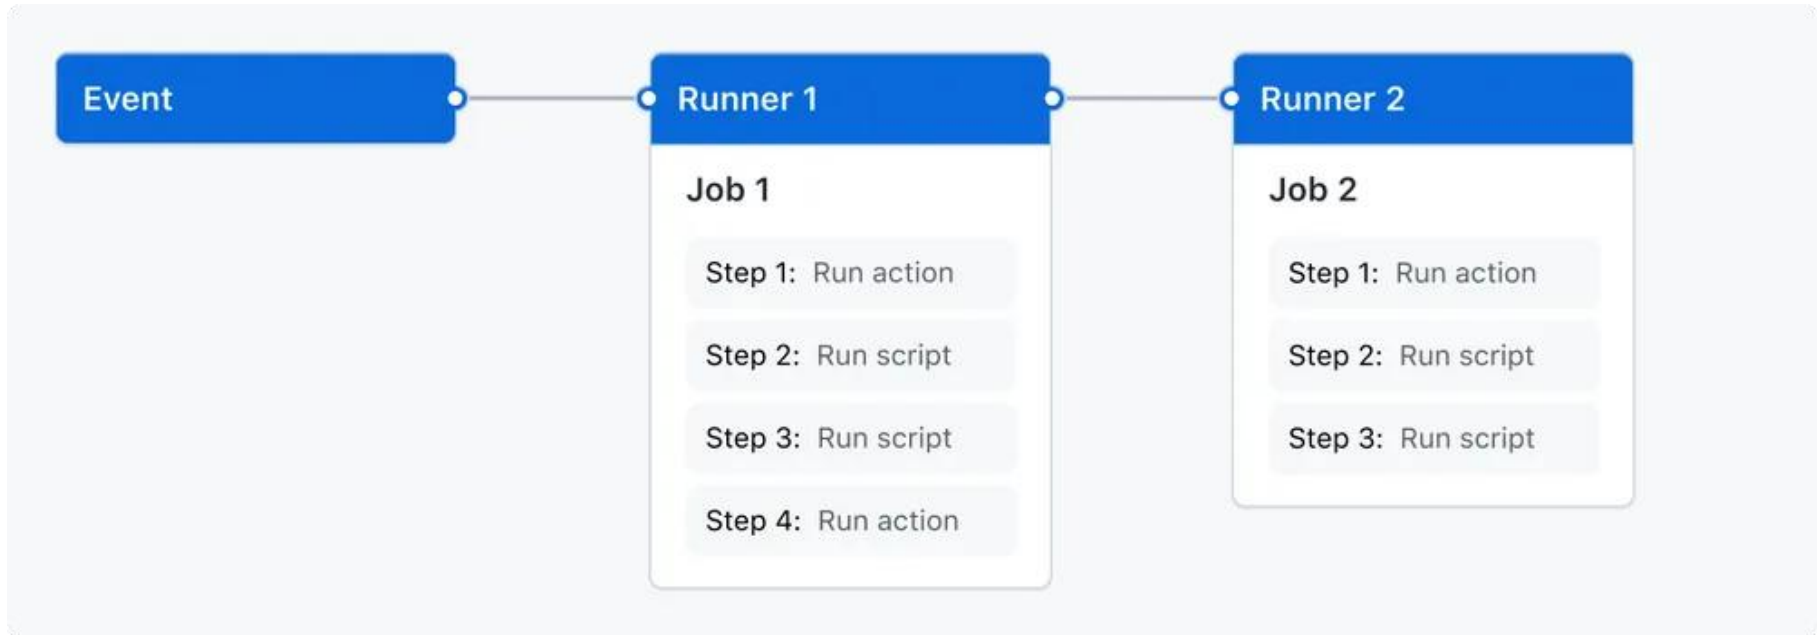 Event
Runner 1
Job 1
Step 1: Run action
Step 2: Run script
Step 3: Run script
Step 4: Run action
Runner 2
Job 2
Step 1: Run action
Step 2: Run script
Step 3: Run script